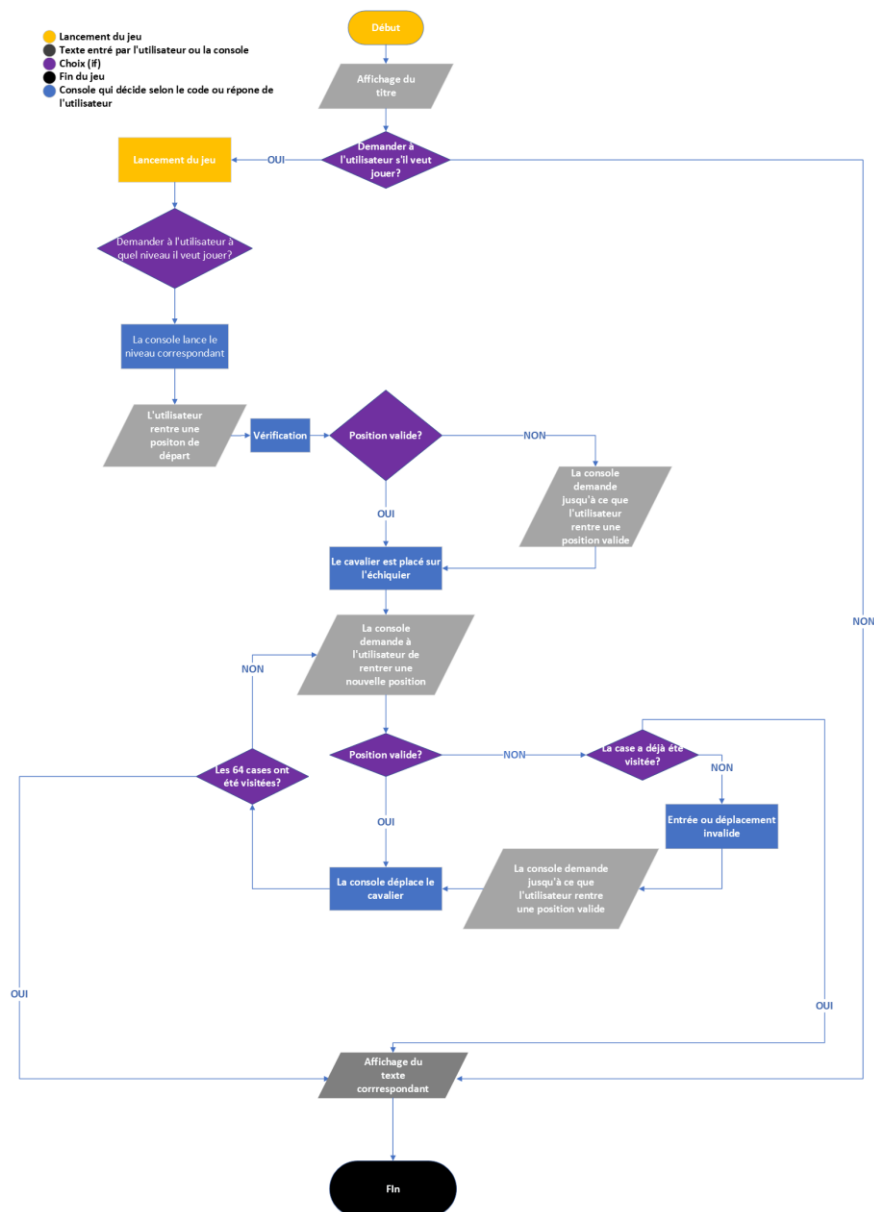 Lancement du jeu
Texte entré par l'utilisateur ou la console
Choix (if)
Fin du jeu
Console qui décide selon le code ou répone de
l'utilisateur
Début
Affichage du
titre
Demander à
l'utilisateur s'il veut
jouer?
OUI
Lancement du jeu
Demander à l'utilisateur à
quel niveau il veut jouer?
La console lance le
niveau correspondant
L'utilisateur
rentre une
positon de
départ
Vérification
Position valide?
NON
La console
demande
jusqu'à ce que
l'utilisateur
rentre une
position valide
OUI
Le cavalier est placé sur
l'échiquier
NON
La console
demande à
l'utilisateur de
rentrer une
nouvelle position
NON
Les 64 cases ont
été visitées?
Position valide?
NON
La case a déjà été
visitée?
NON
Entrée ou déplacement
invalide
OUI
La console déplace le
cavalier
La console demande
jusqu'à ce que
l'utilisateur rentre
une position valide
OUI
OUI
Affichage du
texte
corrrespondant
FIn